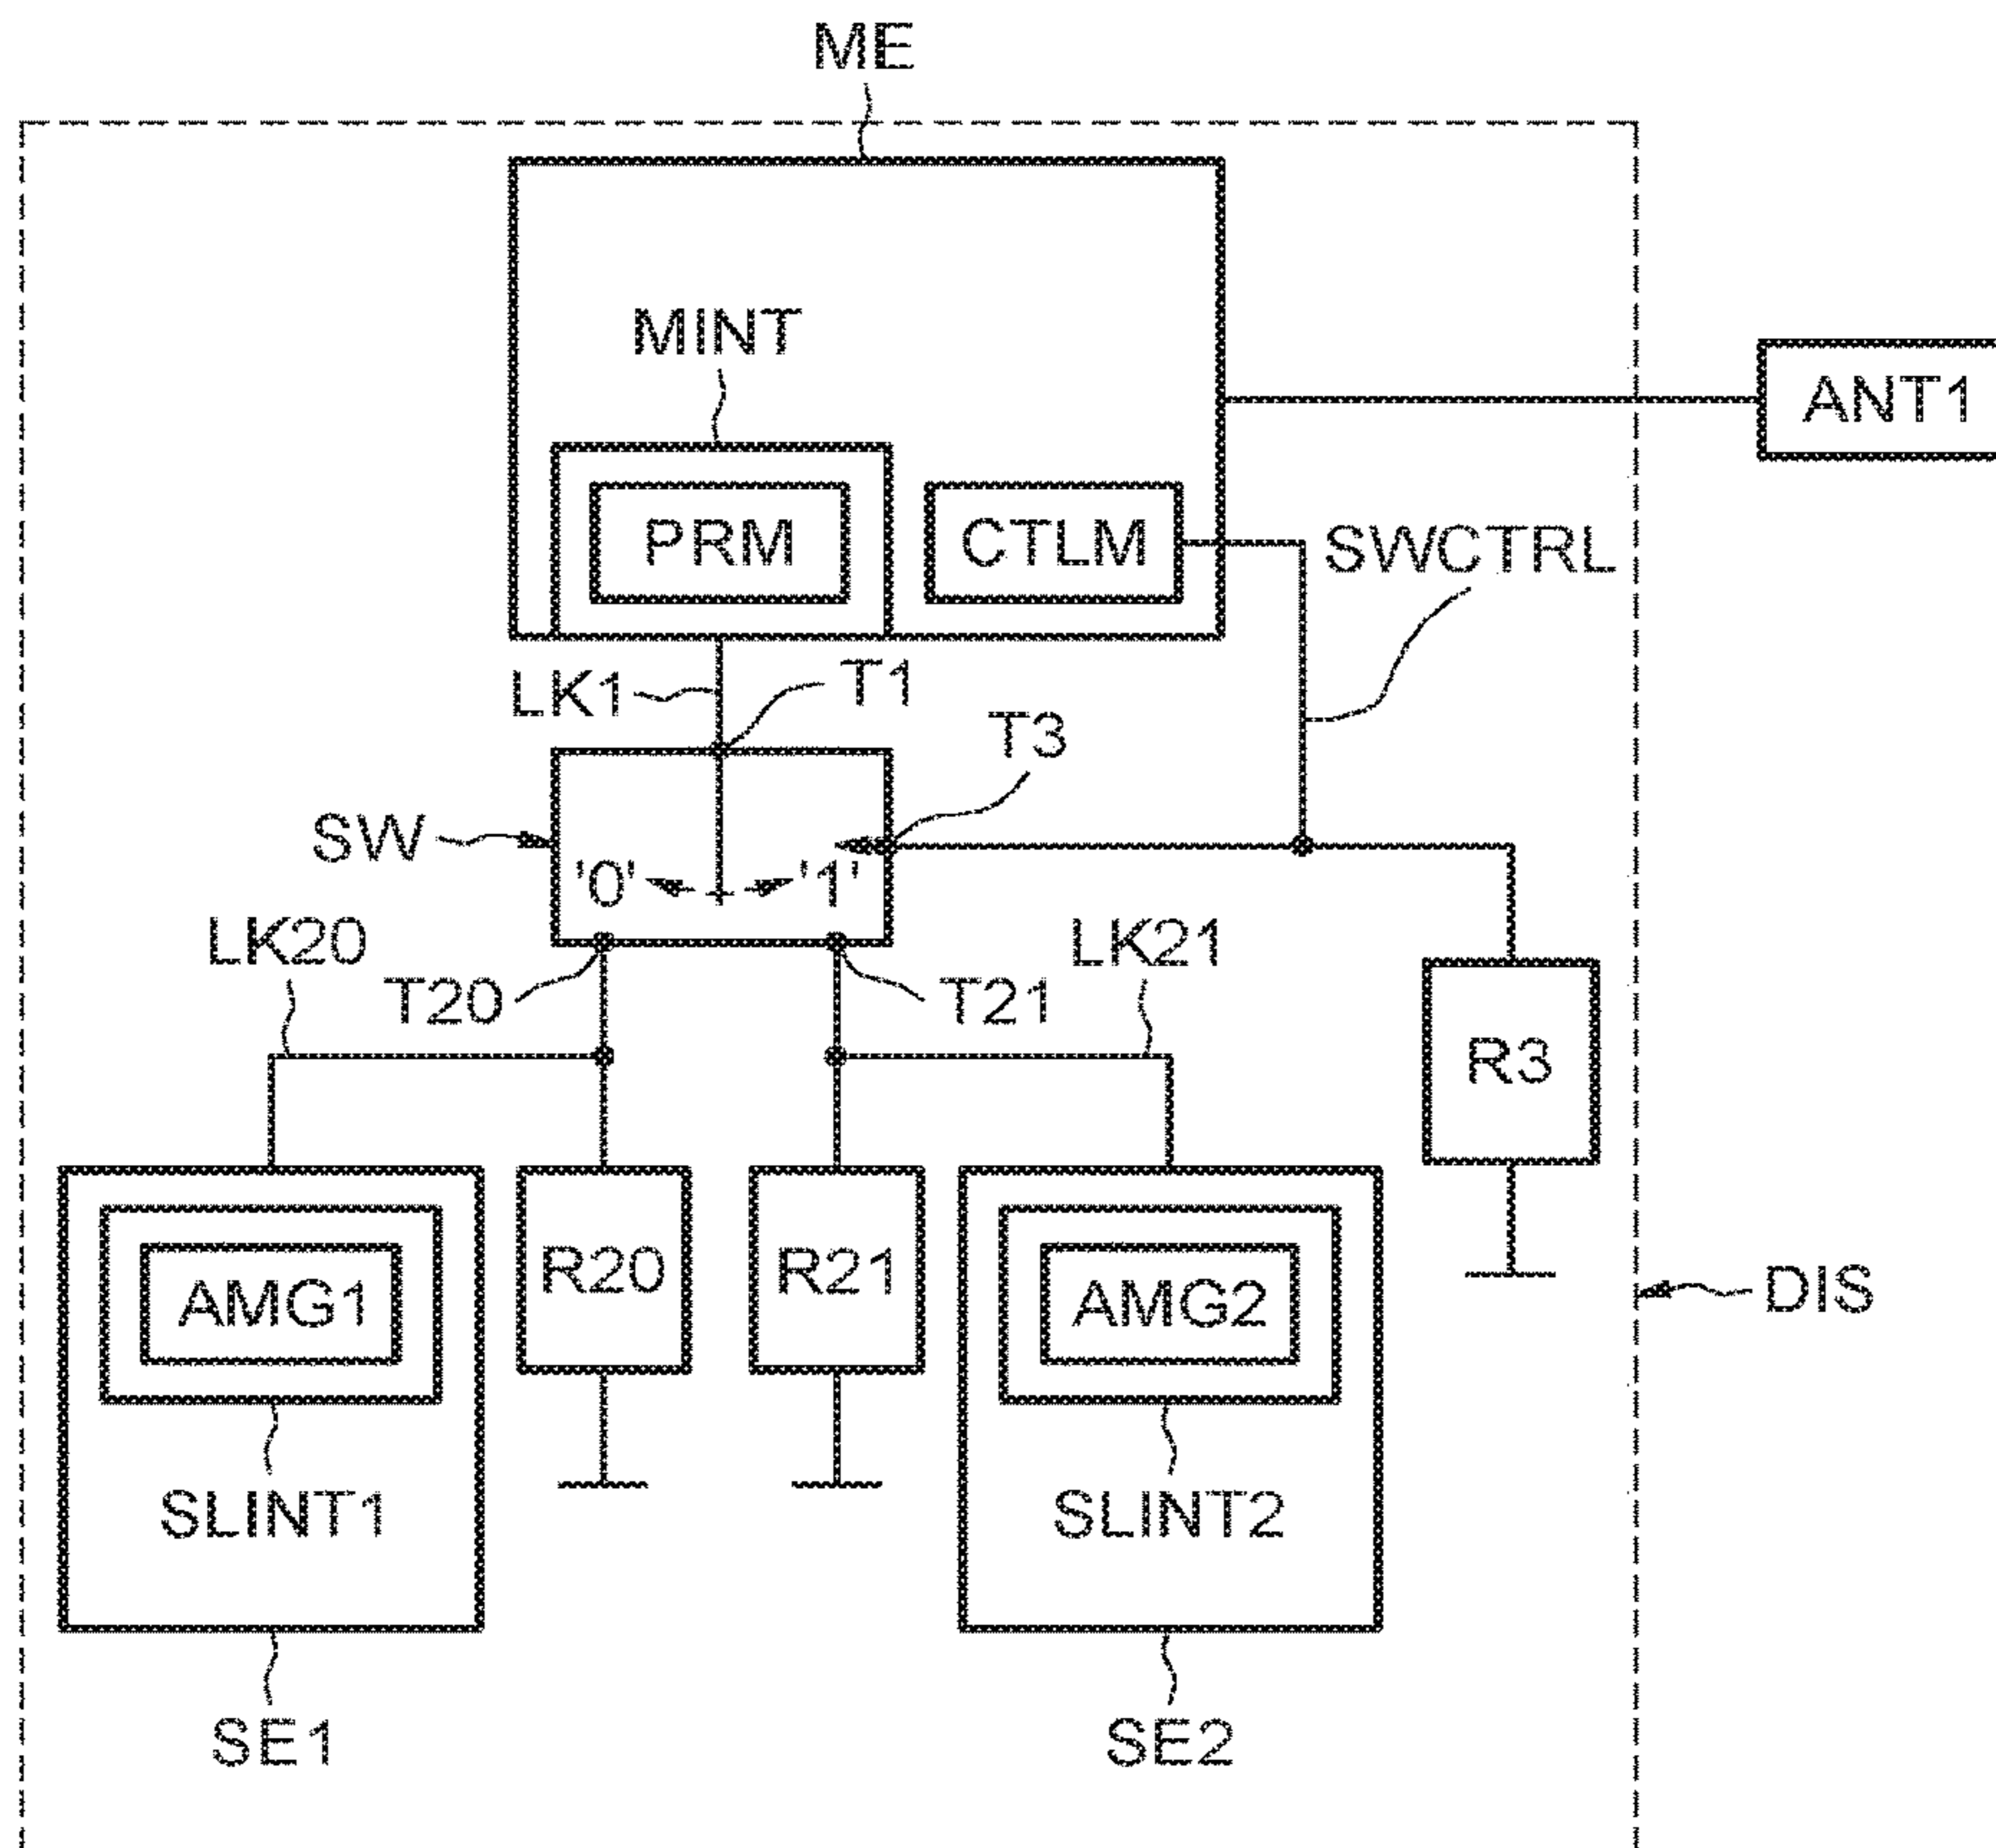 ME
MINT
ANT1
PRM
CTLM
SWCTRL
LK1
T1
T3
SW
'0'
'1'
LK20
LK21
T20
T21
R3
AMG1
R20
R21
AMG2
DIS
SLINT1
SLINT2
SE1
SE2